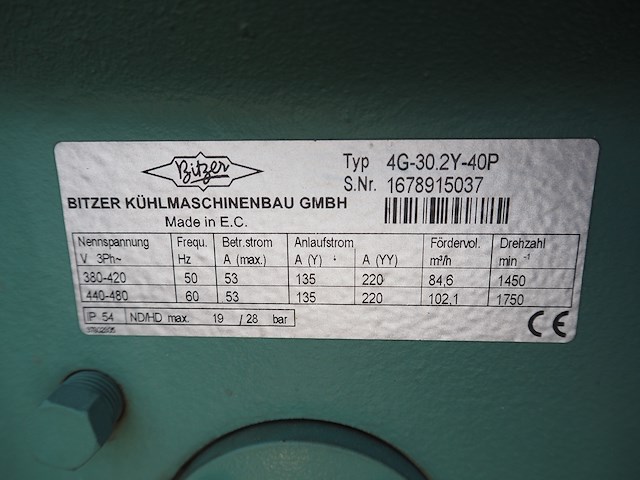 Bitzer
Typ 4G-30.2Y-40P
S.Nr. 1678915037
BITZER KÜHLMASCHINENBAU GMBH
Made in E.C.
Nennspannung Frequ. Betr.strom Anlaufstrom Fördervol. Drehzahl
V 3Ph~ Hz A (max.) A (Y) A (YY) m³/h min -1
380-420 50 53 135 220 84,6 1450
440-480 60 53 135 220 102,1 1750
IP 54 ND/HD max. 19 / 28 bar
CE